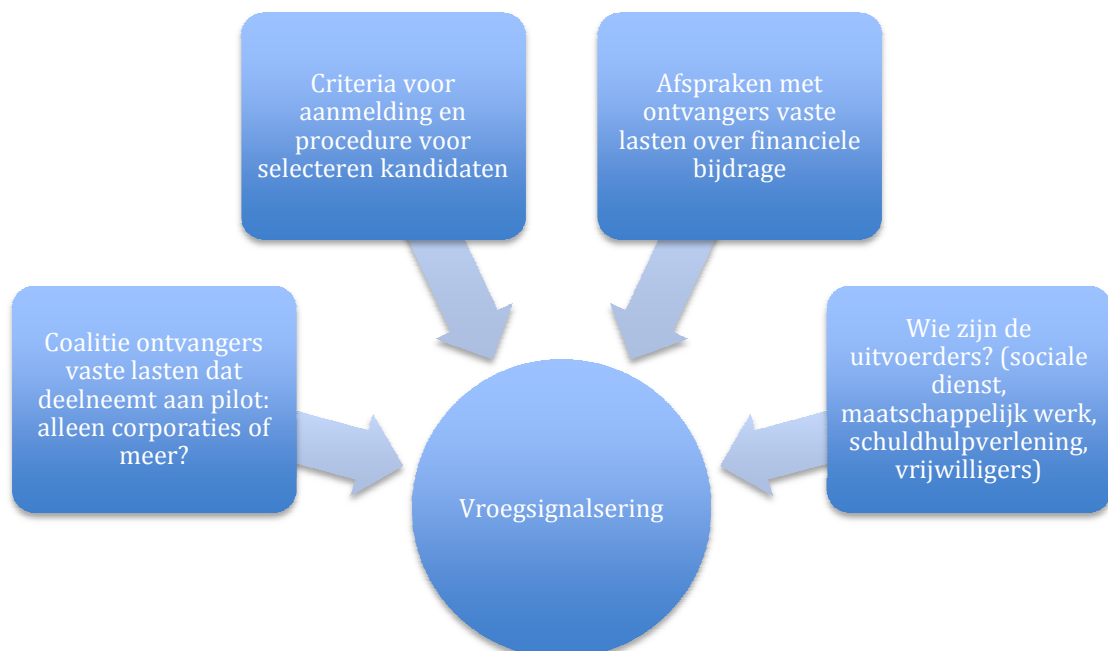 Criteria voor
aanmelding en
procedure voor
selecteren kandidaten
Afspraken met
ontvangers vaste
lasten over financiele
bijdrage
Coalitie ontvangers
vaste lasten dat
deelneemt aan pilot:
alleen corporaties of
meer?
Wie zijn de
uitvoerders? (sociale
dienst,
maatschappelijk werk,
schuldhulpverlening,
vrijwilligers)
Vroegsignalsering